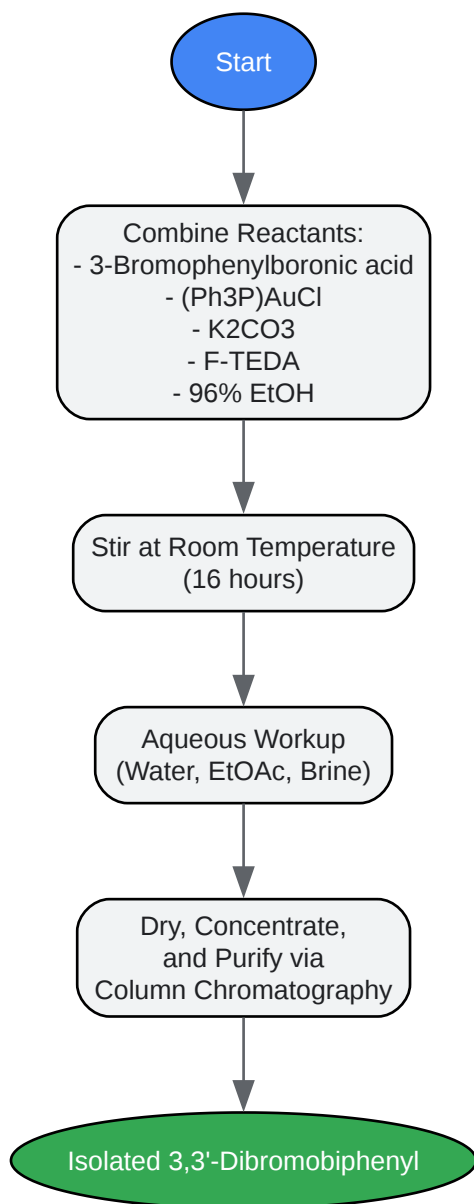 Start
Combine Reactants:
- 3-Bromophenylboronic acid
- (Ph3P)AuCl
- K2CO3
- F-TEDA
- 96% EtOH
Stir at Room Temperature
(16 hours)
Aqueous Workup
(Water, EtOAc, Brine)
Dry, Concentrate,
and Purify via
Column Chromatography
Isolated 3,3'-Dibromobiphenyl